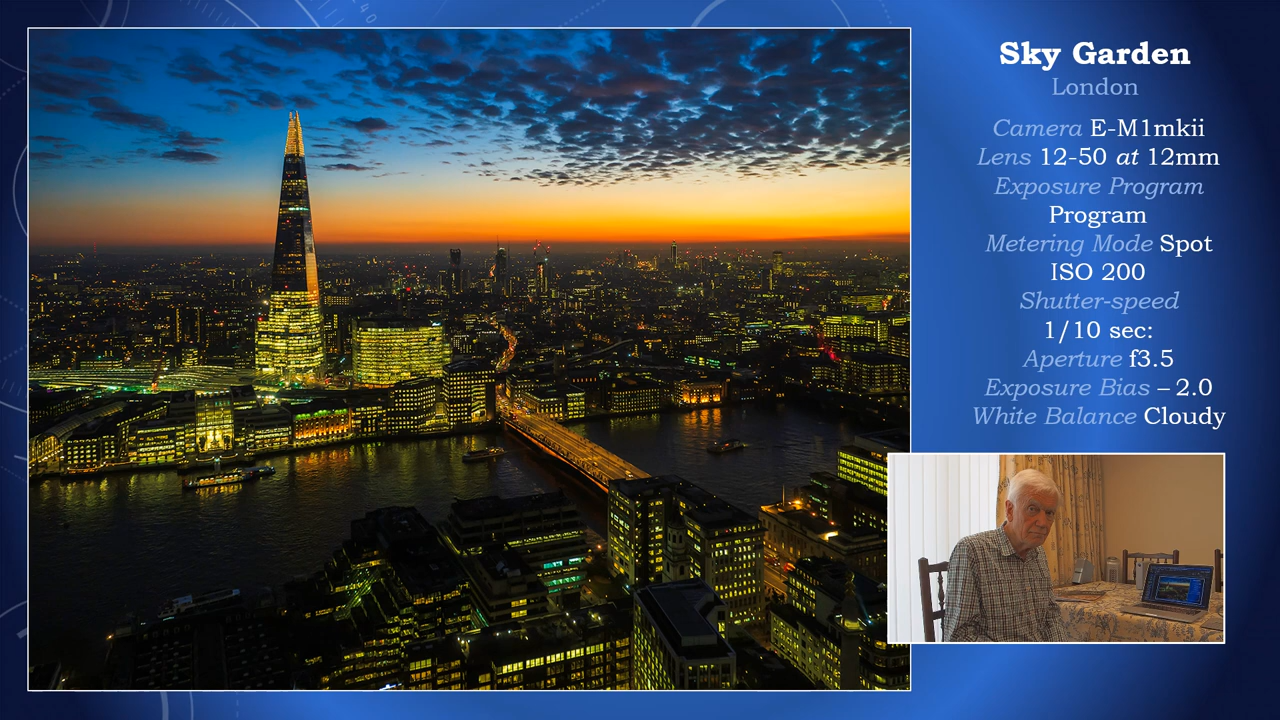 Sky Garden
London
Camera E-M1mkii
Lens 12-50 at 12mm
Exposure Program
Program
Metering Mode Spot
ISO 200
Shutter-speed
1/10 sec:
Aperture f3.5
Exposure Bias – 2.0
White Balance Cloudy
40